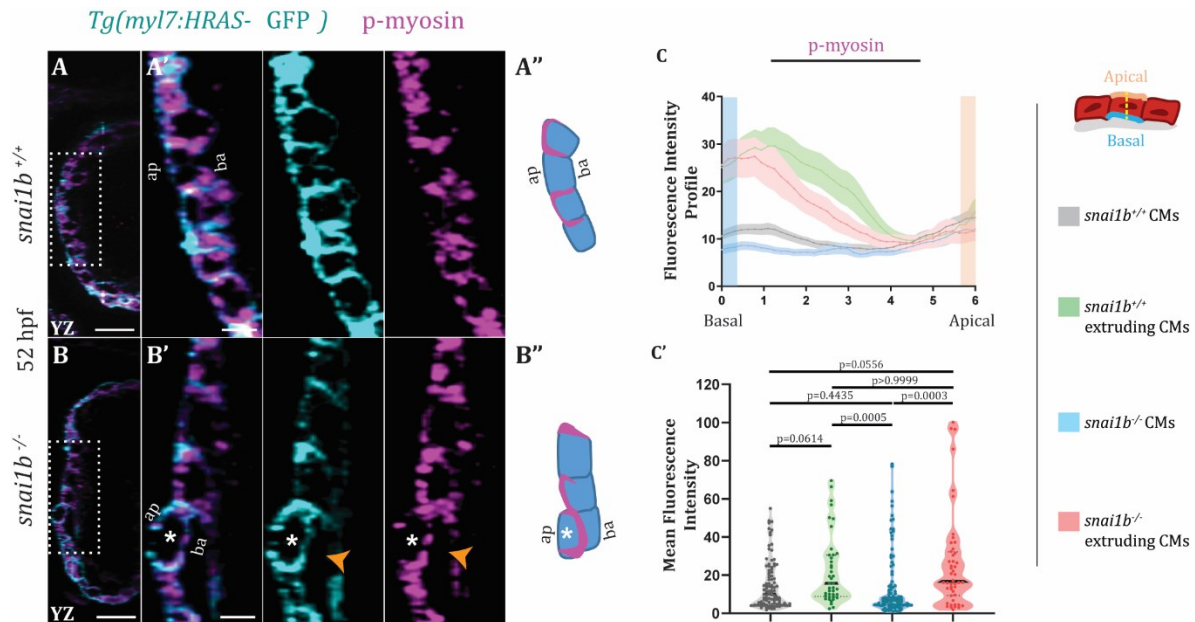 Tg(myl7:HRAS- GFP ) p-myosin
A A' A"
snai1b+/+
ap
ba
ap
ba
YZ
52 hpf
B B' B"
snai1b-/-
ap
*
ba
*
*
ap
*
ba
YZ
C
p-myosin
Fluorescence Intensity
Profile
40
30
20
10
0
0 1 2 3 4 5 6
Basal Apical
C'
Mean Fluorescence
Intensity
120
100
80
60
40
20
0
p=0.0556
p>0.9999
p=0.4435 p=0.0003
p=0.0005
p=0.0614
Apical
Basal
snai1b+/+ CMs
snai1b+/+
extruding CMs
snai1b-/- CMs
snai1b-/-
extruding CMs